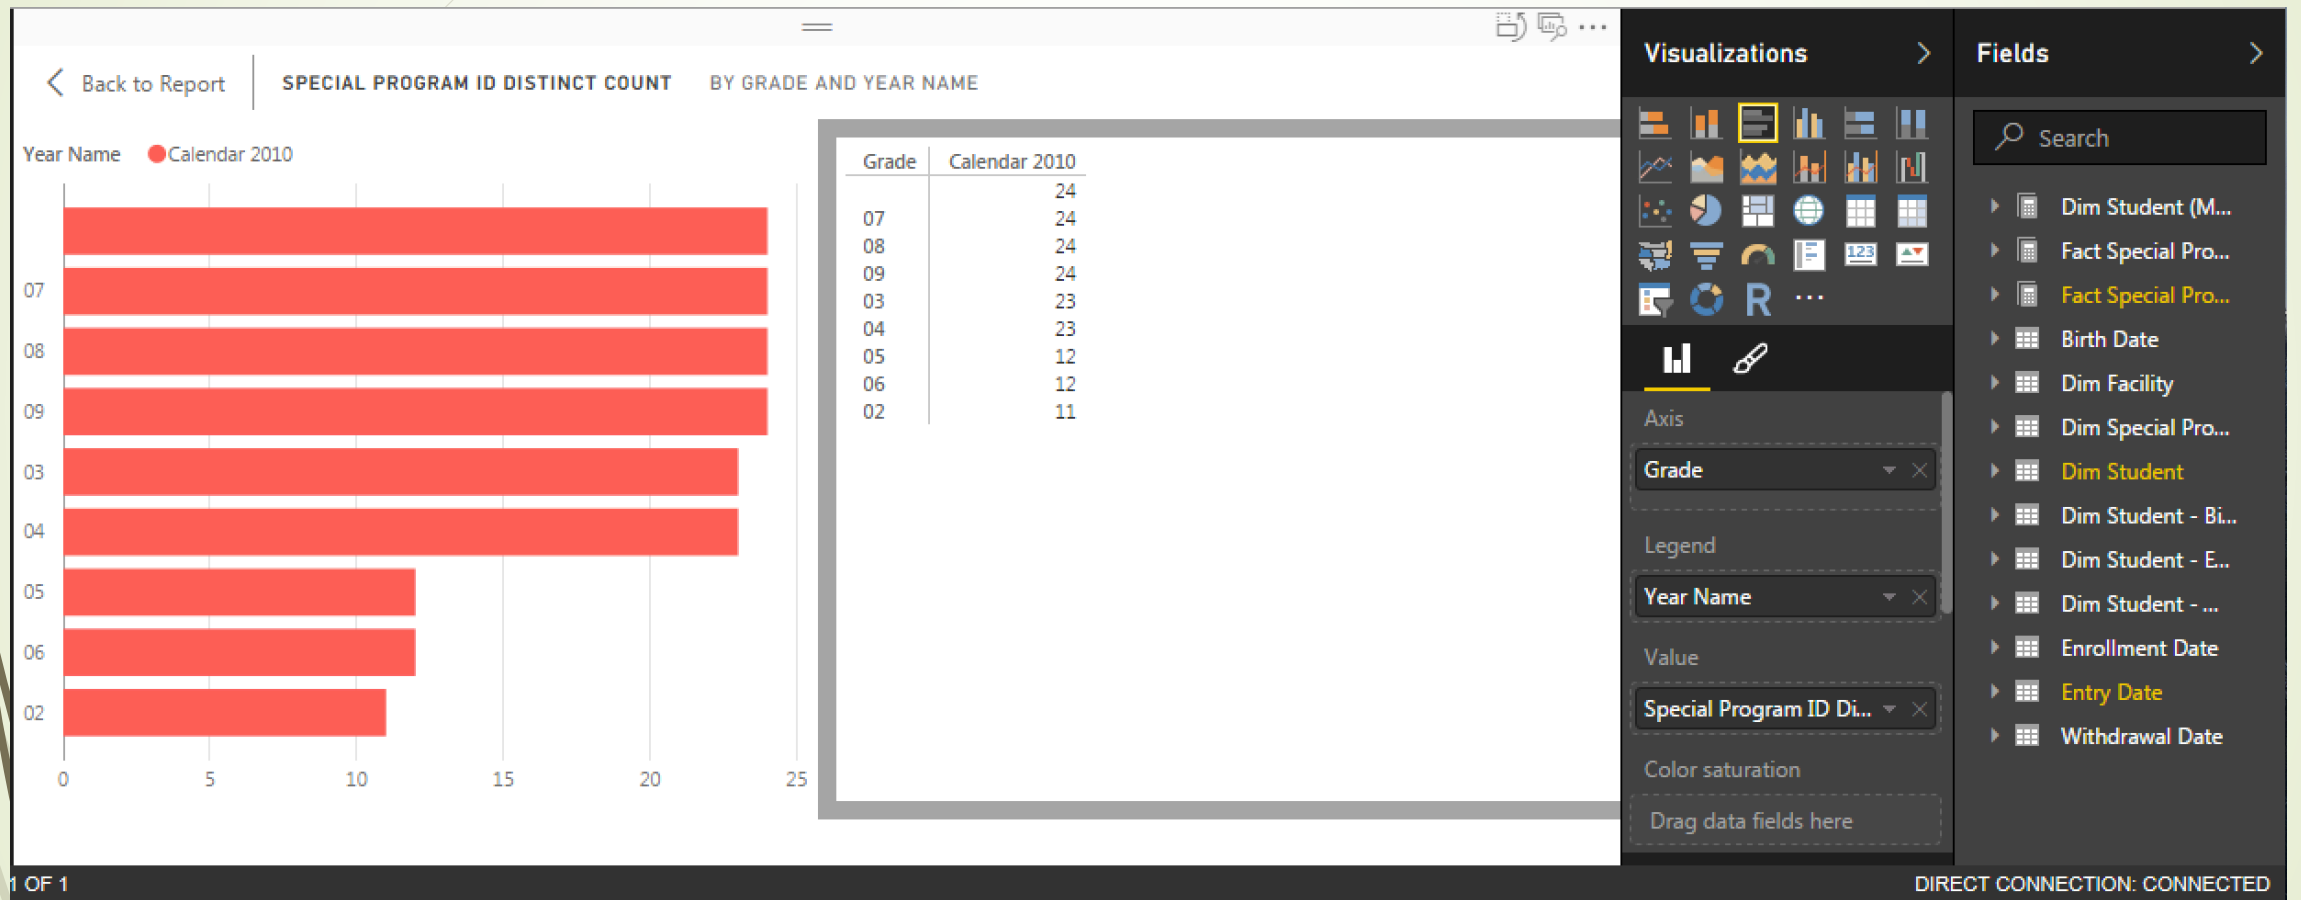 Back to Report
SPECIAL PROGRAM ID DISTINCT COUNT BY GRADE AND YEAR NAME
Year Name Calendar 2010
07
08
09
03
04
05
06
02
0 5 10 15 20 25
Grade Calendar 2010
24
07 24
08 24
09 24
03 23
04 23
05 12
06 12
02 11
Visualizations
123
R
Axis
Grade
Legend
Year Name
Value
Special Program ID Di...
Color saturation
Drag data fields here
Fields
Search
Dim Student (M...
Fact Special Pro...
Fact Special Pro...
Birth Date
Dim Facility
Dim Special Pro...
Dim Student
Dim Student - Bi...
Dim Student - E...
Dim Student - ...
Enrollment Date
Entry Date
Withdrawal Date
1 OF 1
DIRECT CONNECTION: CONNECTED